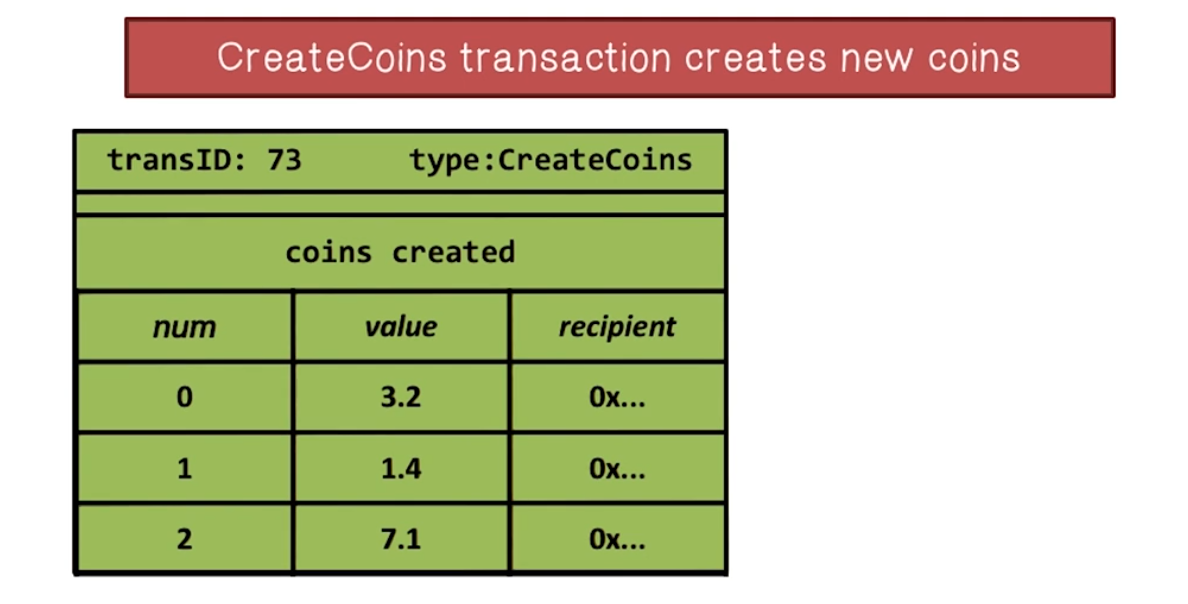 CreateCoins transaction creates new coins
transID: 73 type:CreateCoins
coins created
num value recipient
0 3.2 0x...
1 1.4 0x...
2 7.1 0x...